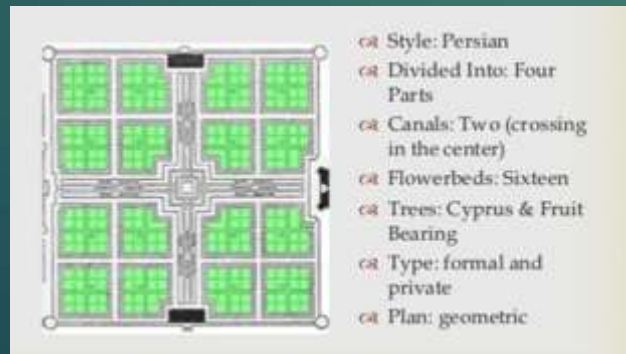 Style: Persian
Divided Into: Four
Parts
Canals: Two (crossing
in the center)
Flowerbeds: Sixteen
Trees: Cyprus & Fruit
Bearing
Type: formal and
private
Plan: geometric